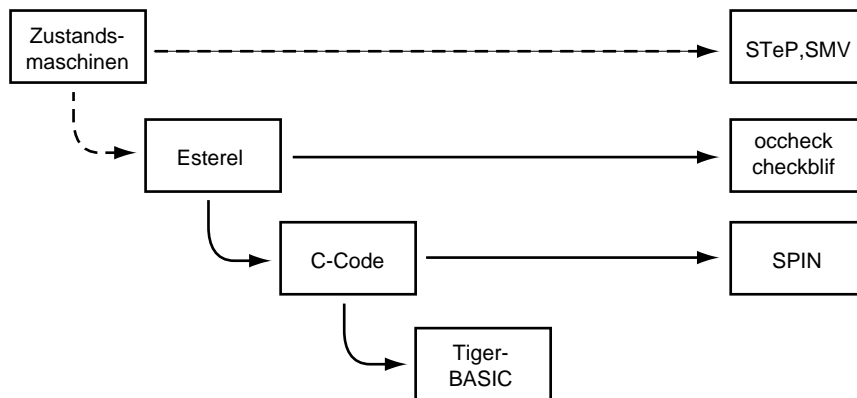 Zustands-
maschinen
STeP,SMV
Esterel
occheck
checkblif
C-Code
SPIN
Tiger-
BASIC